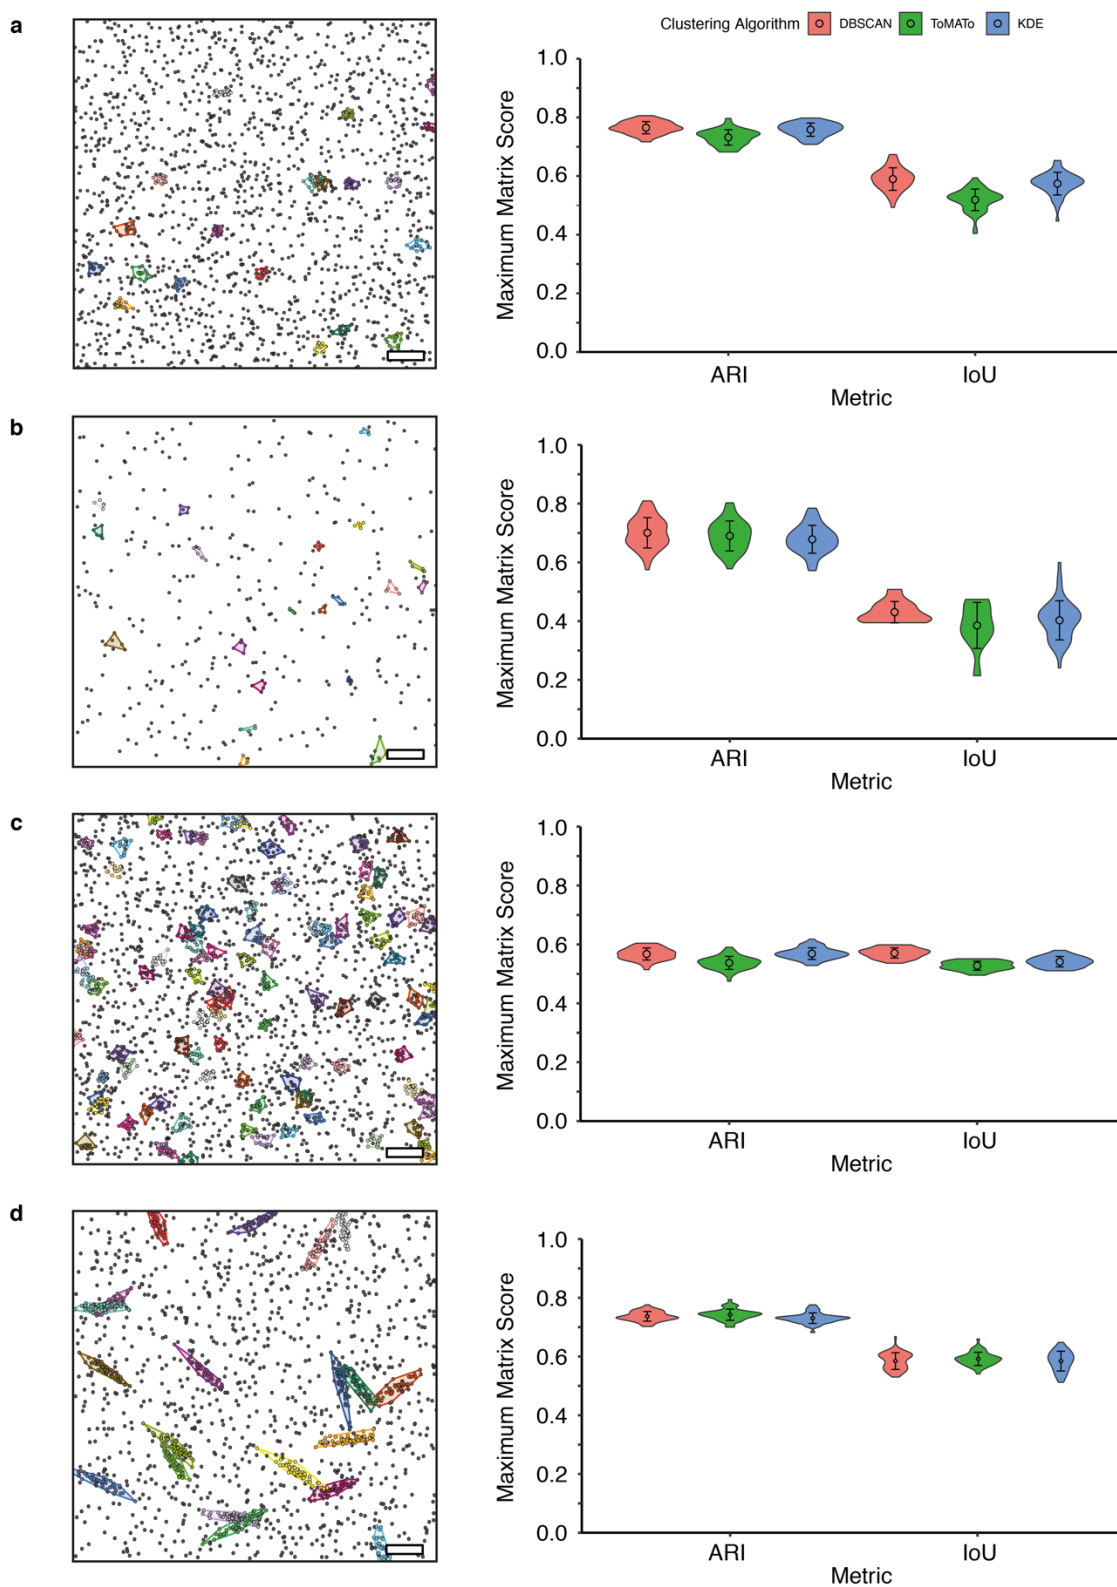 a
Clustering Algorithm DBSCAN ToMATo KDE
Maximum Matrix Score
1.0
0.8
0.6
0.4
0.2
0.0
ARI IoU
Metric
b
Maximum Matrix Score
1.0
0.8
0.6
0.4
0.2
0.0
ARI IoU
Metric
c
Maximum Matrix Score
1.0
0.8
0.6
0.4
0.2
0.0
ARI IoU
Metric
d
Maximum Matrix Score
1.0
0.8
0.6
0.4
0.2
0.0
ARI IoU
Metric